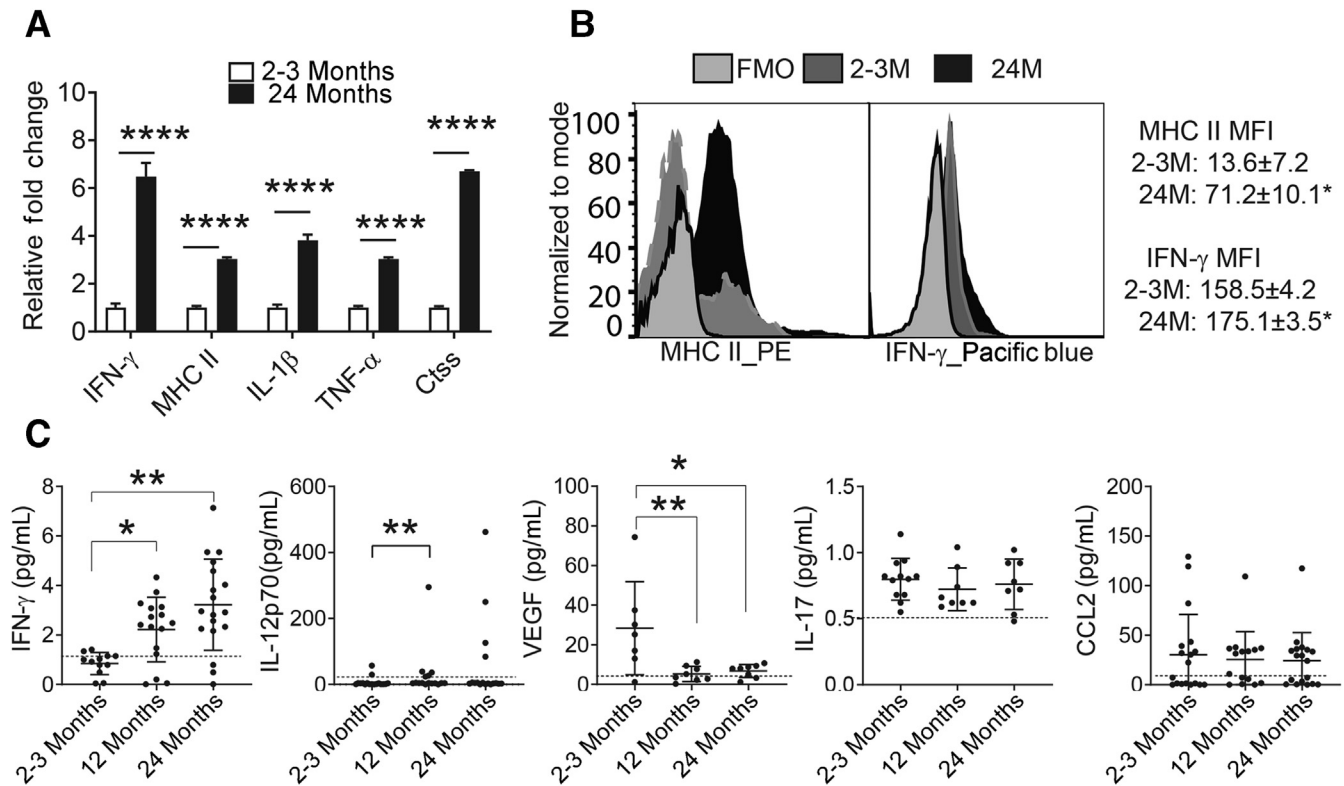 A
2-3 Months
24 Months
Relative fold change
10
8
6
4
2
0
****
****
****
****
****
IFN-γ
MHC II
IL-1β
TNF-α
Ctss
B
FMO 2-3M 24M
Normalized to mode
100
80
60
40
20
0
MHC II_PE
IFN-γ_Pacific blue
MHC II MFI
2-3M: 13.6±7.2
24M: 71.2±10.1*
IFN-γ MFI
2-3M: 158.5±4.2
24M: 175.1±3.5*
C
IFN-γ (pg/mL)
8
6
4
2
0
**
*
2-3 Months
12 Months
24 Months
IL-12p70(pg/mL)
600
400
200
0
**
2-3 Months
12 Months
24 Months
VEGF (pg/mL)
100
80
60
40
20
0
*
**
2-3 Months
12 Months
24 Months
IL-17 (pg/mL)
1.5
1.0
0.5
0.0
2-3 Months
12 Months
24 Months
CCL2 (pg/mL)
200
150
100
50
0
2-3 Months
12 Months
24 Months